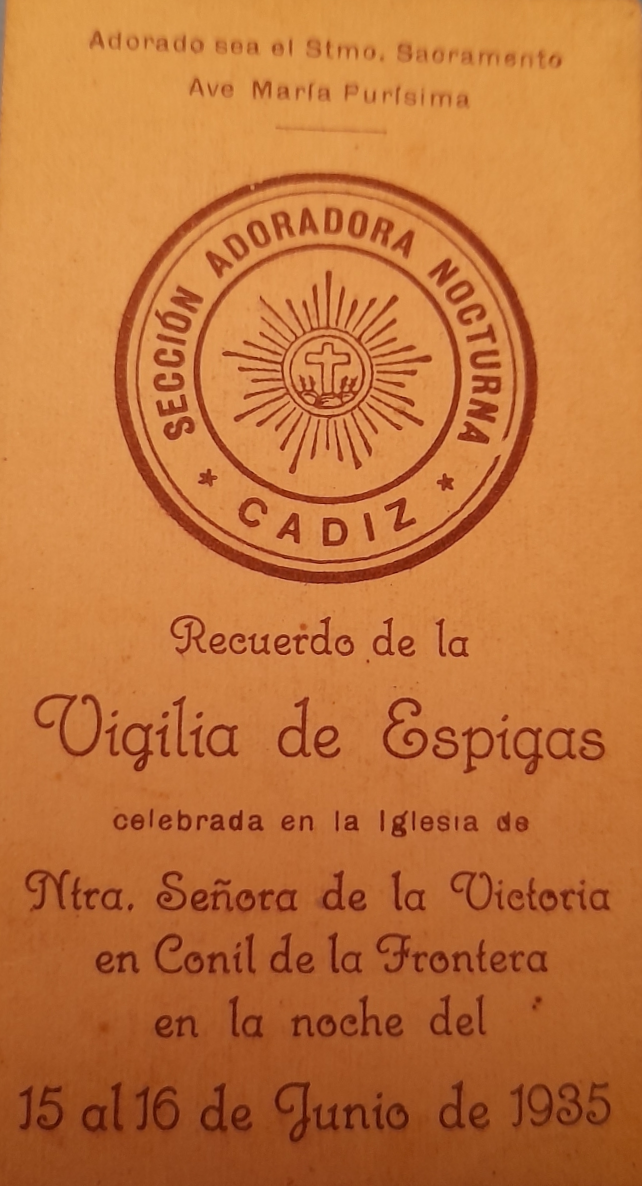 Adorado sea el Stmo. Sacramento
Ave María Purísima
SECCIÓN ADORADORA NOCTURNA
* CADIZ *
Recuerdo de la
Vigilia de Espigas
celebrada en la Iglesia de
Ntra. Señora de la Victoria
en Conil de la Frontera
en la noche del
15 al 16 de Junio de 1935